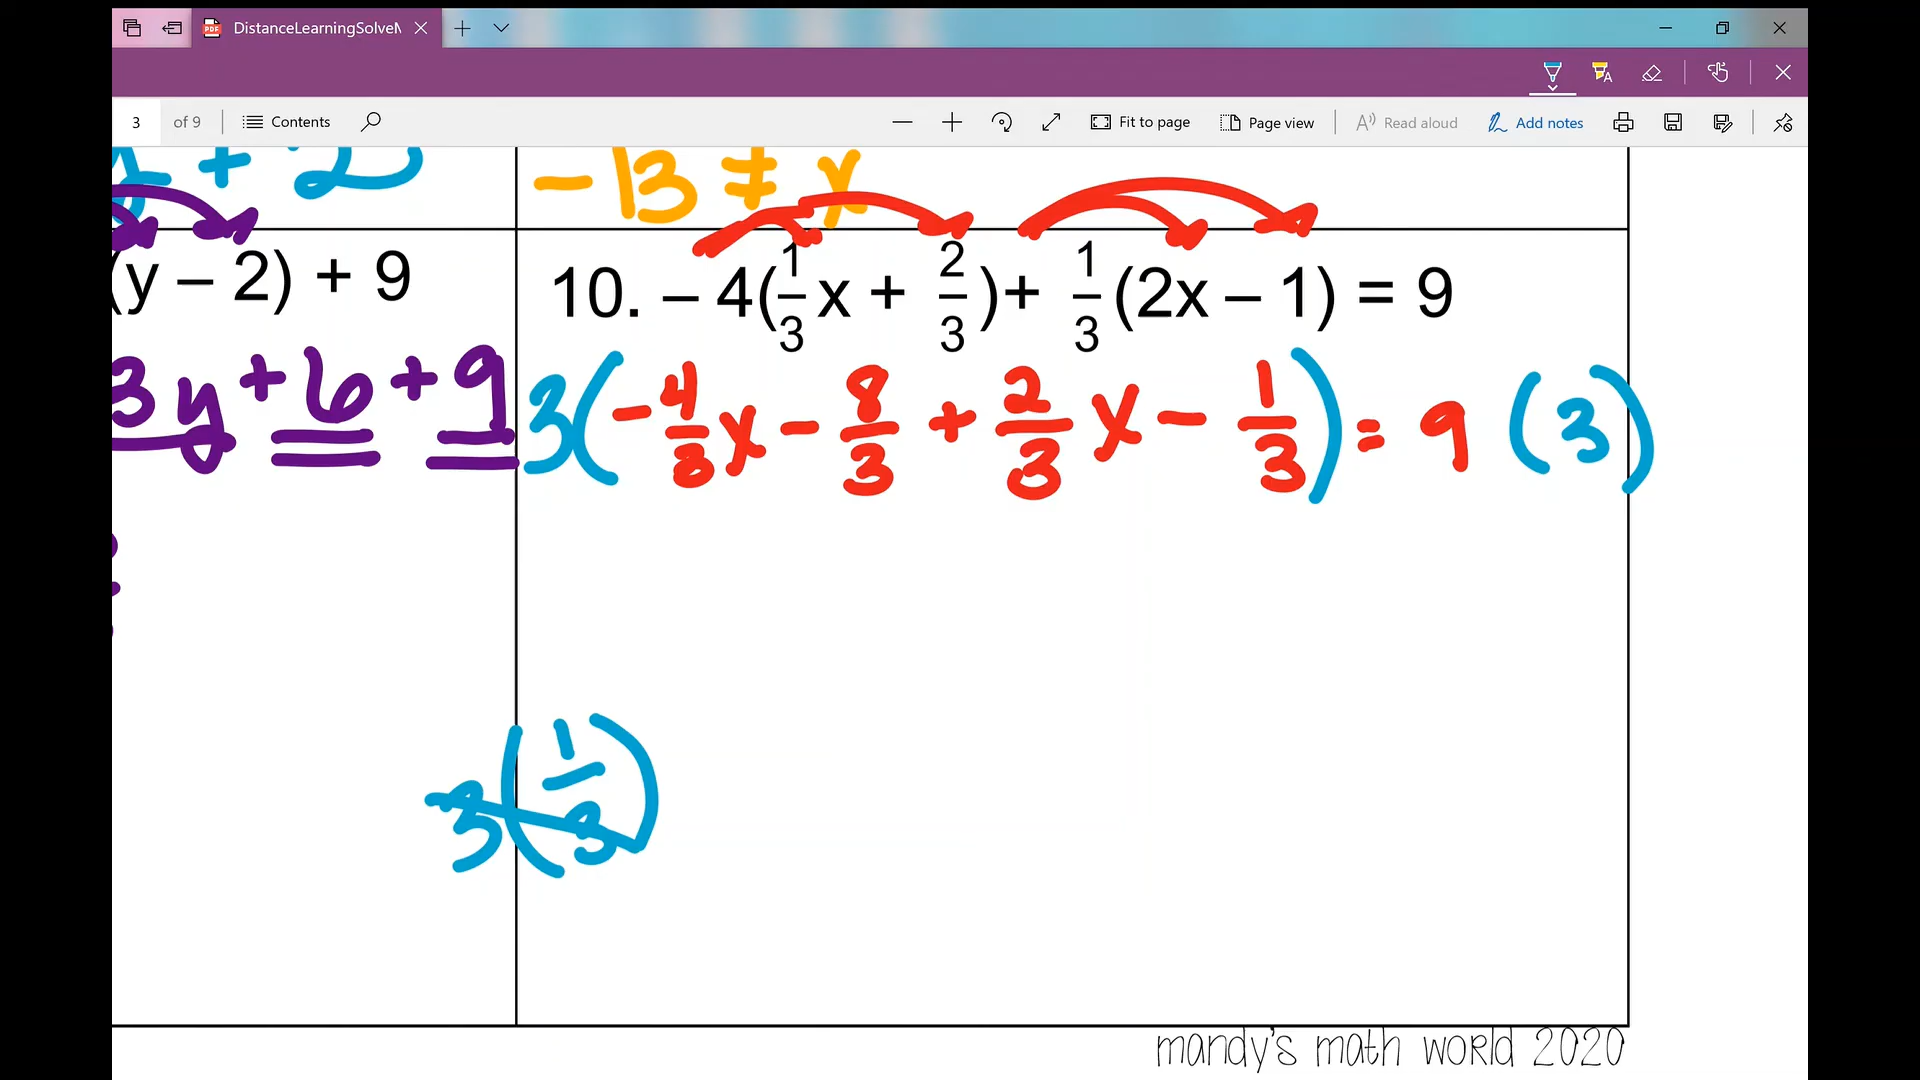 DistanceLearningSolveM
3 of 9 Contents Fit to page Page view Read aloud Add notes
+ 2
- 13 ≠ x
(y – 2) + 9
3y + 6 + 9
10. – 4(1/3x + 2/3)+ 1/3(2x – 1) = 9
3(- 4/3x - 8/3 + 2/3x - 1/3) = 9 (3)
3(1/3)
mandy's math world 2020